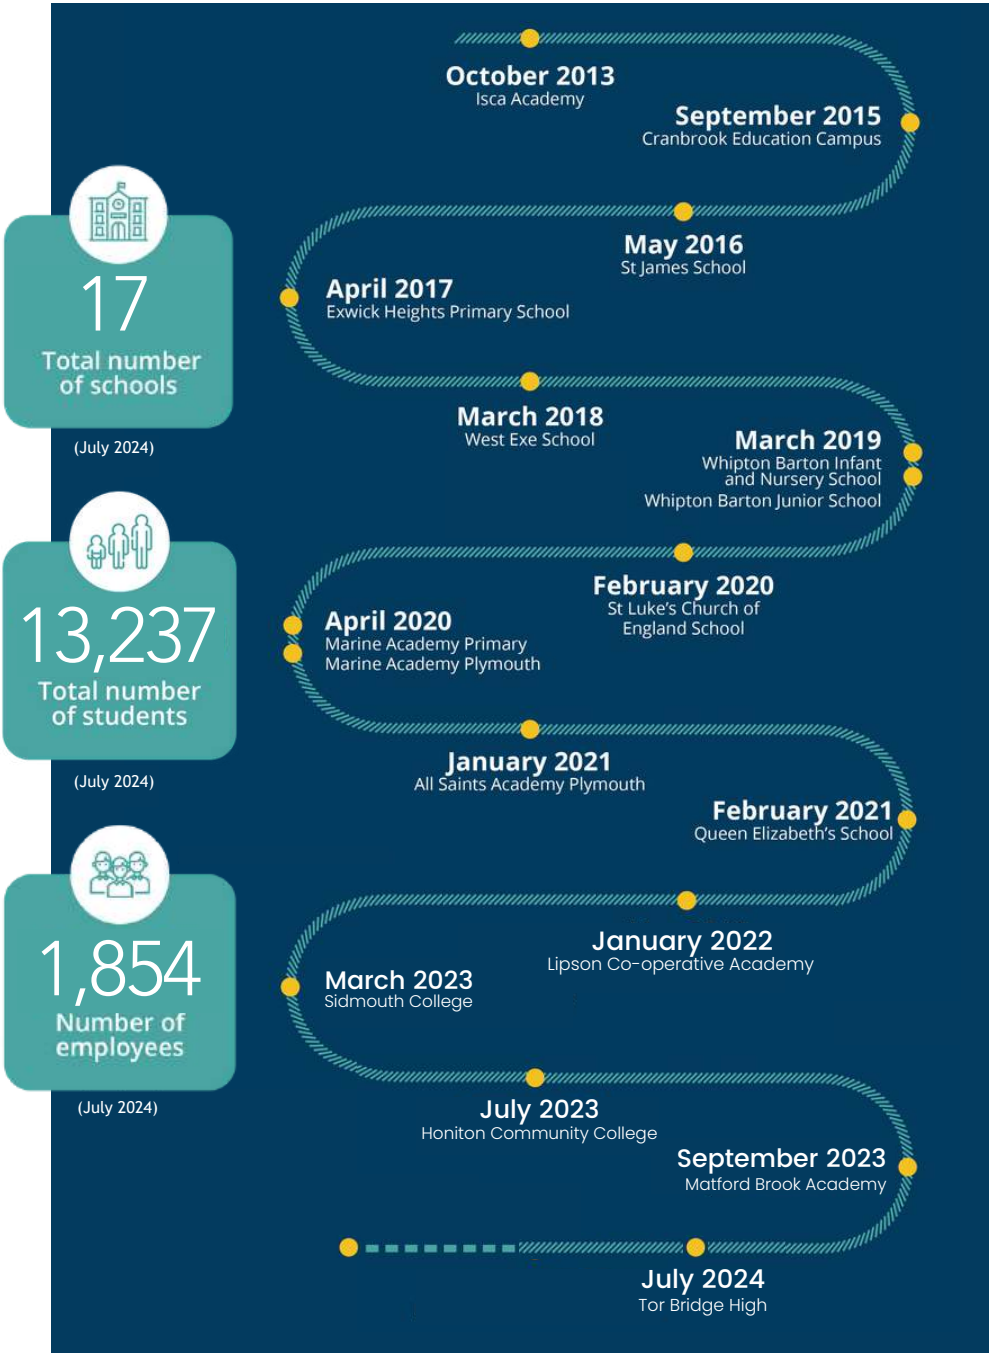 October 2013
Isca Academy
September 2015
Cranbrook Education Campus
May 2016
St James School
April 2017
Exwick Heights Primary School
March 2018
West Exe School
March 2019
Whipton Barton Infant
and Nursery School
Whipton Barton Junior School
February 2020
St Luke's Church of
England School
April 2020
Marine Academy Primary
Marine Academy Plymouth
January 2021
All Saints Academy Plymouth
February 2021
Queen Elizabeth's School
January 2022
Lipson Co-operative Academy
March 2023
Sidmouth College
July 2023
Honiton Community College
September 2023
Matford Brook Academy
July 2024
Tor Bridge High
17
Total number
of schools
(July 2024)
13,237
Total number
of students
(July 2024)
1,854
Number of
employees
(July 2024)